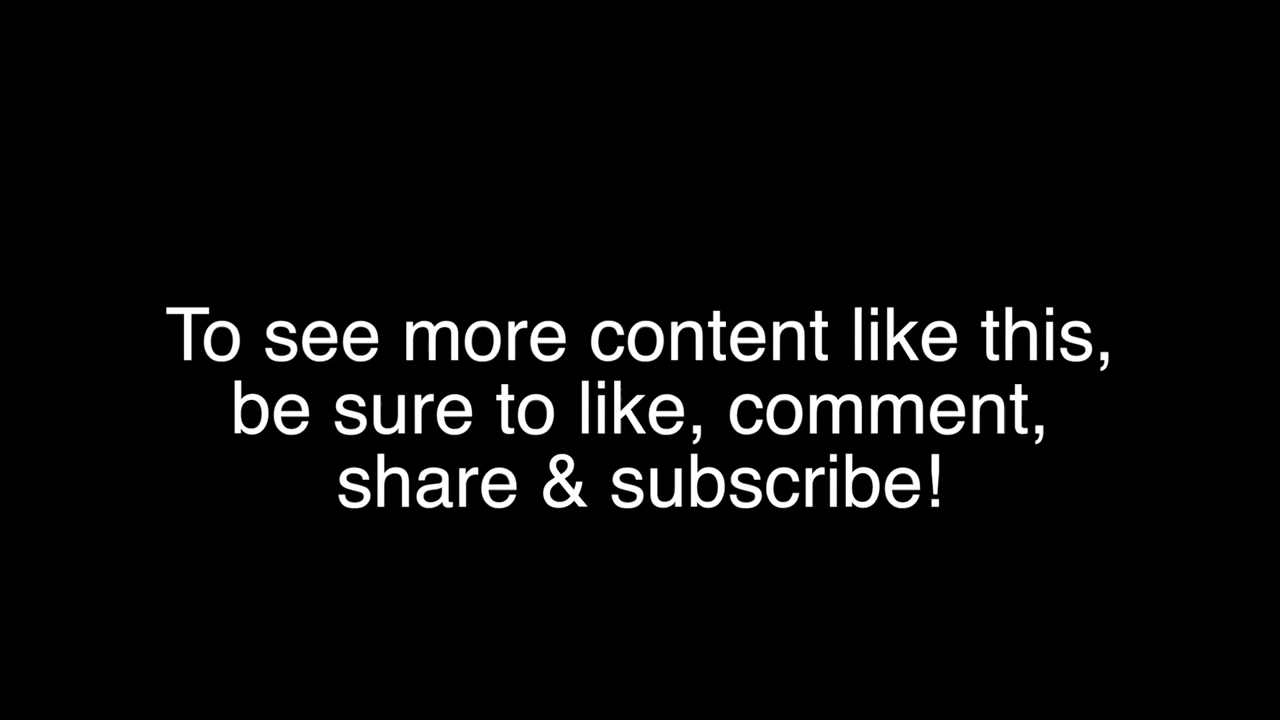 To see more content like this,
be sure to like, comment,
share & subscribe!